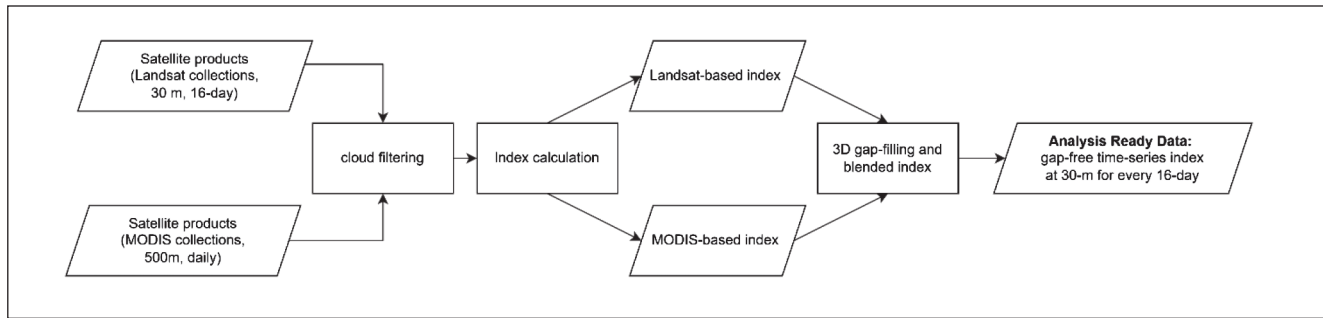 Satellite products
(Landsat collections,
30 m, 16-day)
Satellite products
(MODIS collections,
500m, daily)
cloud filtering
Index calculation
Landsat-based index
MODIS-based index
3D gap-filling and
blended index
Analysis Ready Data:
gap-free time-series index
at 30-m for every 16-day